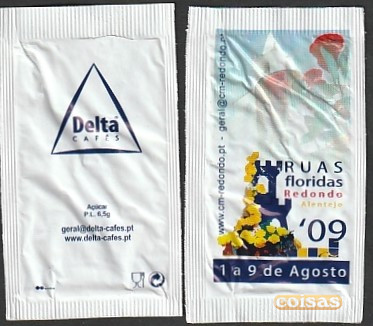 Delta
CAFÉS
Açúcar
P.L. 6,5g
geral@delta-cafes.pt
www.delta-cafes.pt
www.cm-redondo.pt - geral@cm-redondo.pt
RUAS
floridas
Redondo
Alentejo
'09
1 a 9 de Agosto
coisas